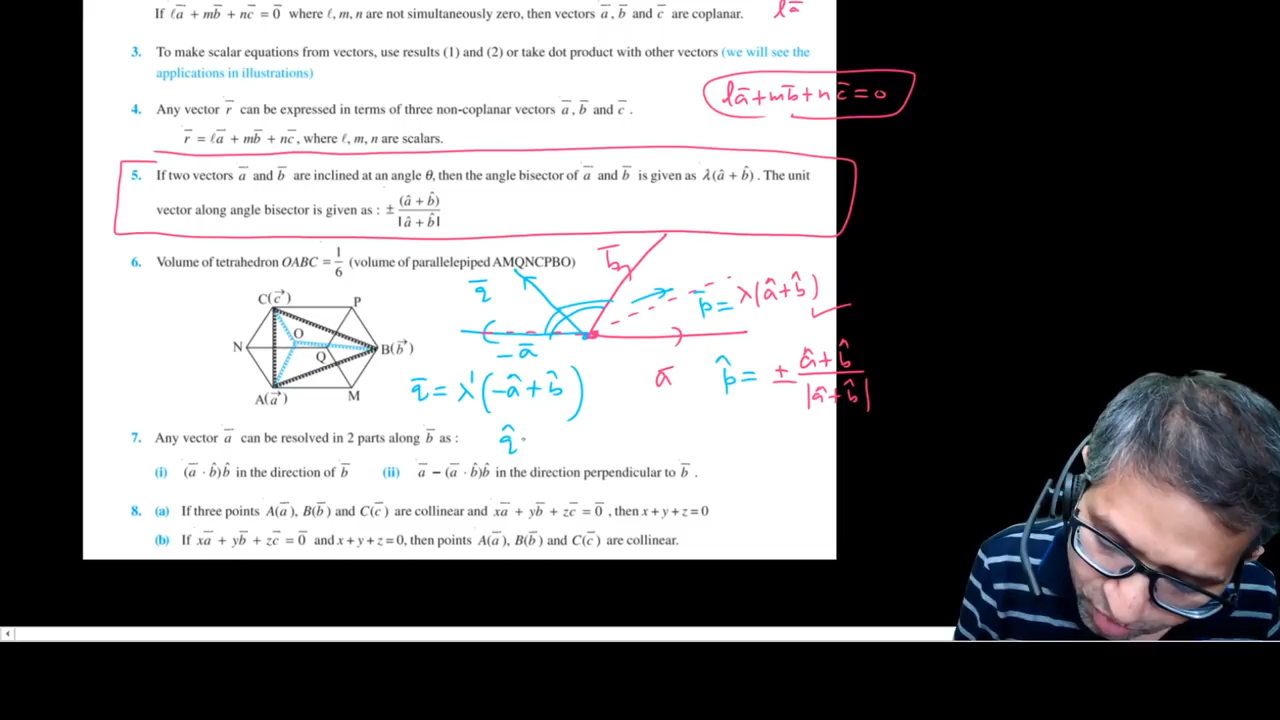 If ℓa̅ + mb̅ + nc̅ = 0̅ where ℓ, m, n are not simultaneously zero, then vectors a̅, b̅ and c̅ are coplanar.
ℓa̅
3. To make scalar equations from vectors, use results (1) and (2) or take dot product with other vectors (we will see the
applications in illustrations)
ℓa̅+mb̅+nc̅=0
4. Any vector r̅ can be expressed in terms of three non-coplanar vectors a̅, b̅ and c̅.
r̅ = ℓa̅ + mb̅ + nc̅, where ℓ, m, n are scalars.
5. If two vectors a̅ and b̅ are inclined at an angle θ, then the angle bisector of a̅ and b̅ is given as λ(â + b̂). The unit
vector along angle bisector is given as : ± (â + b̂) / |â + b̂|
6. Volume of tetrahedron OABC = 1/6 (volume of parallelepiped AMQNCPBO)
b̅
q̅
p̅ = λ(â+b̂)
-a̅
a̅
C(c⃗)
P
O
N
Q
B(b⃗)
A(a⃗)
M
q̅ = λ'(-â+b̂)
p̂ = ± â+b̂ / |â+b̂|
q̂
7. Any vector a̅ can be resolved in 2 parts along b̅ as :
(i) (a̅ · b̂)b̂ in the direction of b̅ (ii) a̅ − (a̅ · b̂)b̂ in the direction perpendicular to b̅.
8. (a) If three points A(a̅), B(b̅) and C(c̅) are collinear and xa̅ + yb̅ + zc̅ = 0̅, then x + y + z = 0
(b) If xa̅ + yb̅ + zc̅ = 0̅ and x + y + z = 0, then points A(a̅), B(b̅) and C(c̅) are collinear.